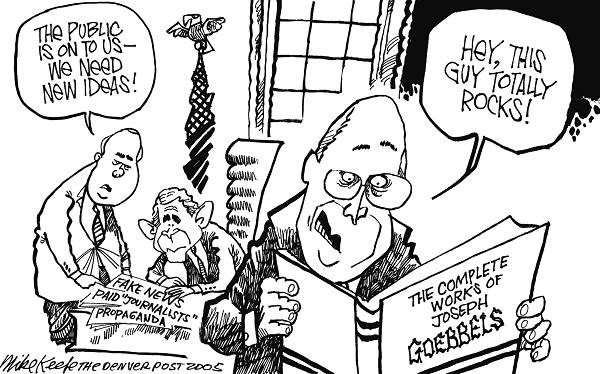 THE PUBLIC
IS ON TO US—
WE NEED
NEW IDEAS!
HEY, THIS
GUY TOTALLY
ROCKS!
FAKE NEWS
PAID "JOURNALISTS"
PROPAGANDA
THE COMPLETE
WORKS OF
JOSEPH
GOEBBELS
Mike Keefe THE DENVER POST 2005